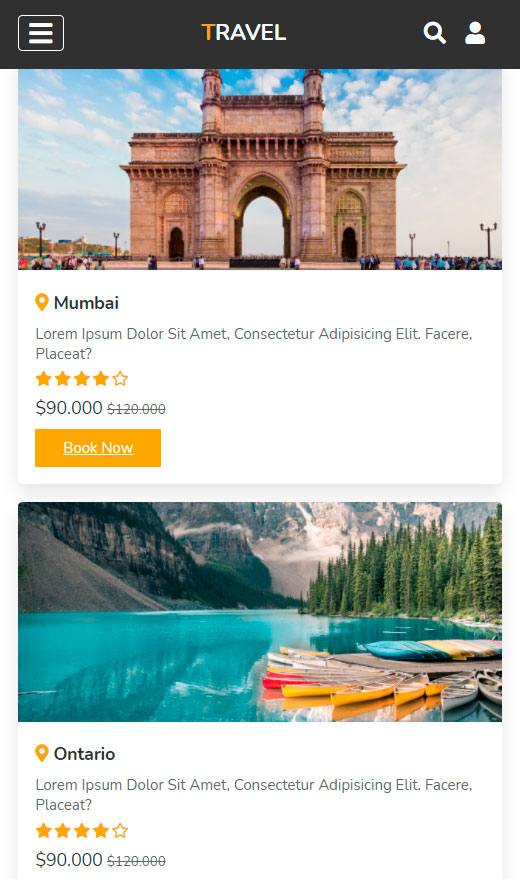 TRAVEL
Mumbai
Lorem Ipsum Dolor Sit Amet, Consectetur Adipisicing Elit. Facere,
Placeat?
$90.000 $120.000
Book Now
Ontario
Lorem Ipsum Dolor Sit Amet, Consectetur Adipisicing Elit. Facere,
Placeat?
$90.000 $120.000